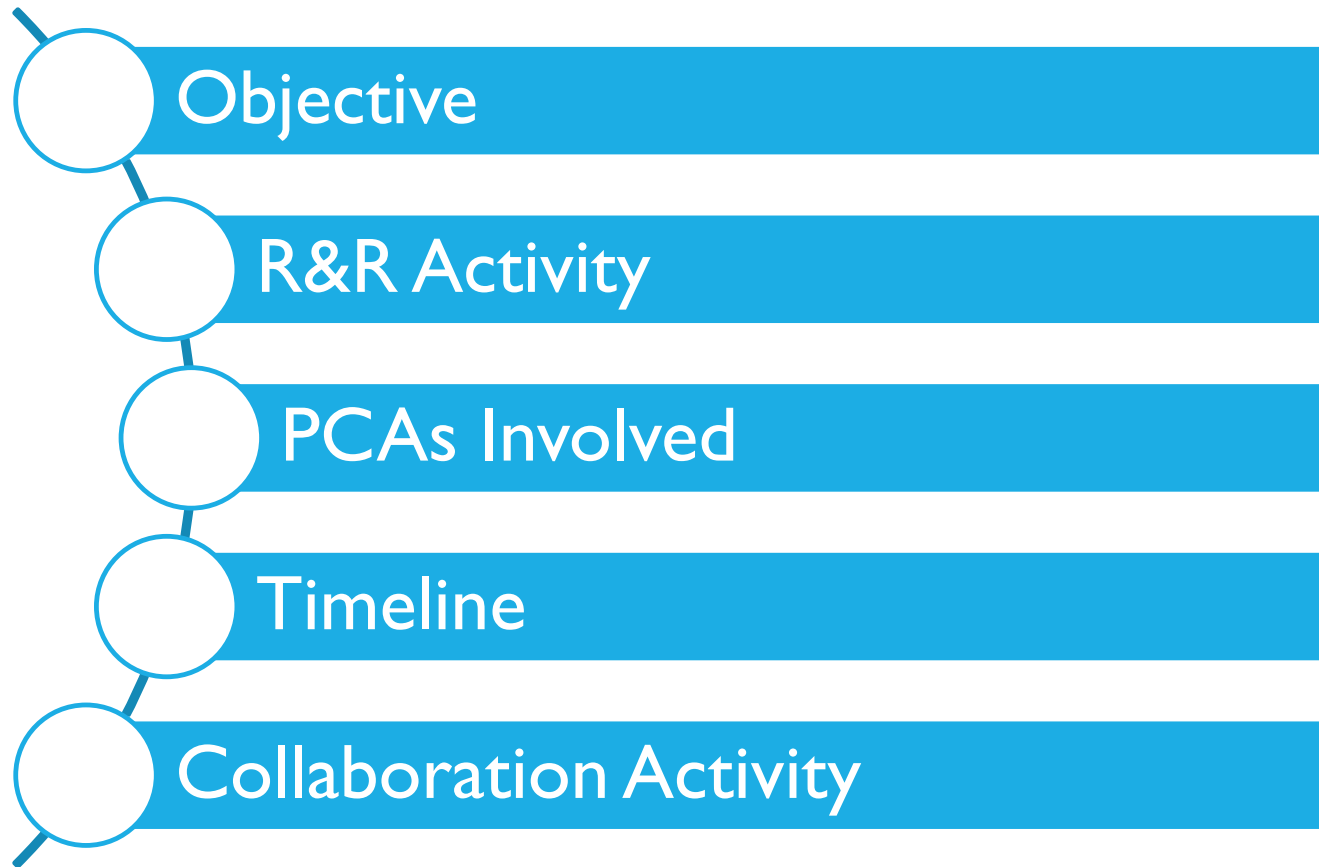 Objective
R&R Activity
PCAs Involved
Timeline
Collaboration Activity